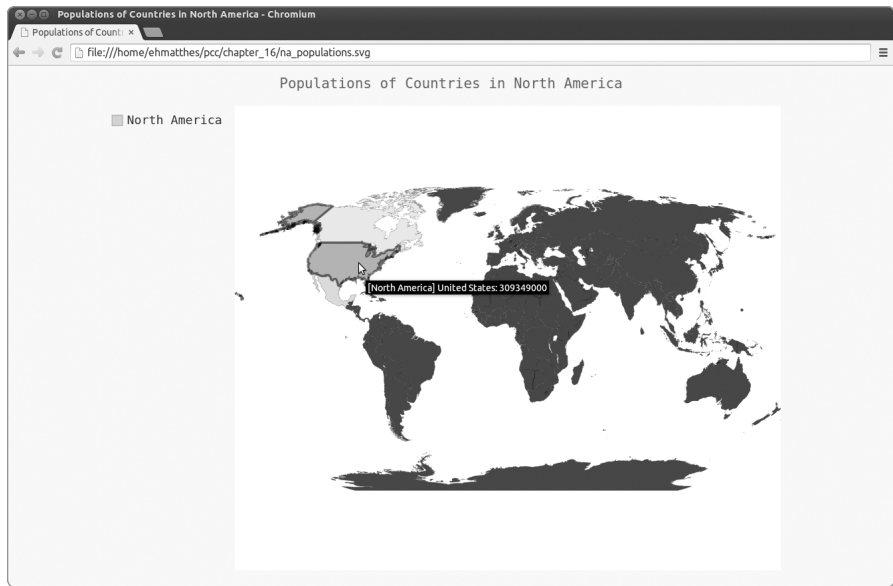 Populations of Countries in North America - Chromium
Populations of Count
file:///home/ehmatthes/pcc/chapter_16/na_populations.svg
Populations of Countries in North America
North America
[North America] United States: 309349000